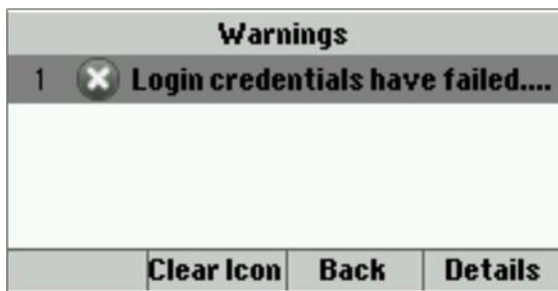 Warnings
1 Login credentials have failed....
Clear Icon Back Details